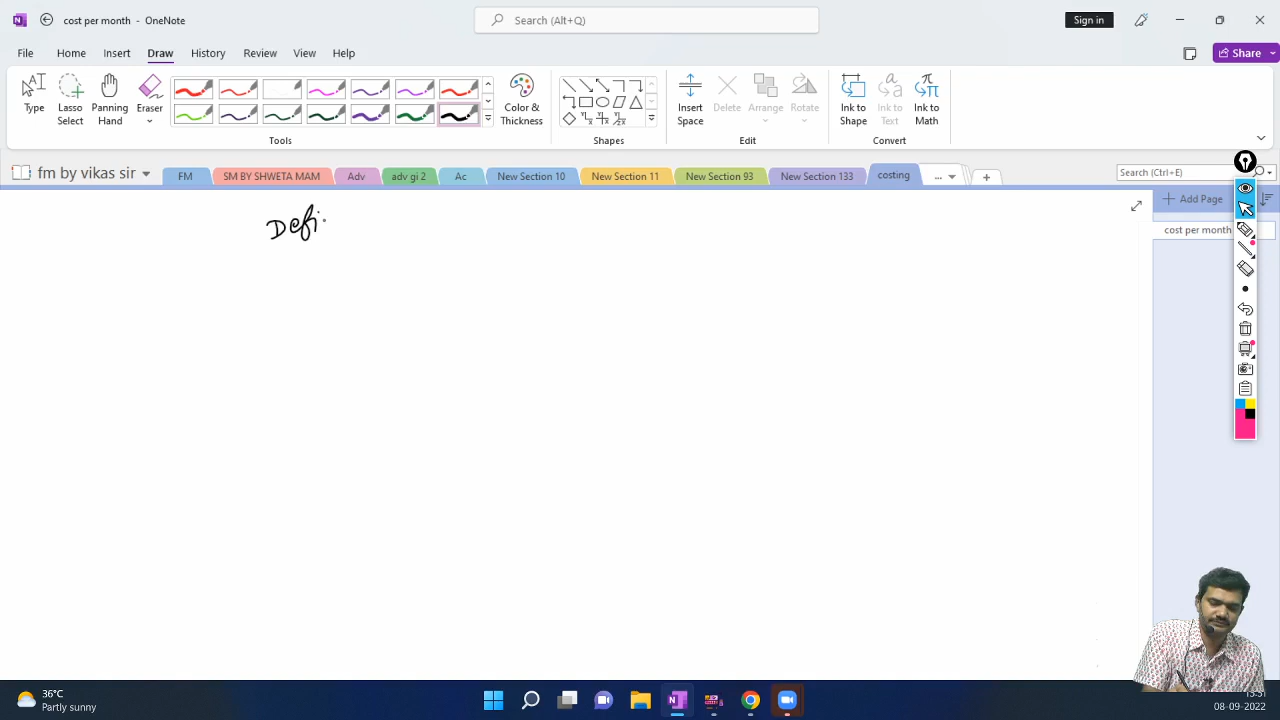 cost per month - OneNote
Search (Alt+Q)
Sign in
File Home Insert Draw History Review View Help
Share
Type
Lasso Select
Panning Hand
Eraser
Color & Thickness
Insert Space
Delete
Arrange
Rotate
Ink to Shape
Ink to Text
Ink to Math
Tools
Shapes
Edit
Convert
fm by vikas sir
FM
SM BY SHWETA MAM
Adv
adv gi 2
Ac
New Section 10
New Section 11
New Section 93
New Section 133
costing
...
Search (Ctrl+E)
Add Page
cost per month
Defi
36°C
Partly sunny
08-09-2022